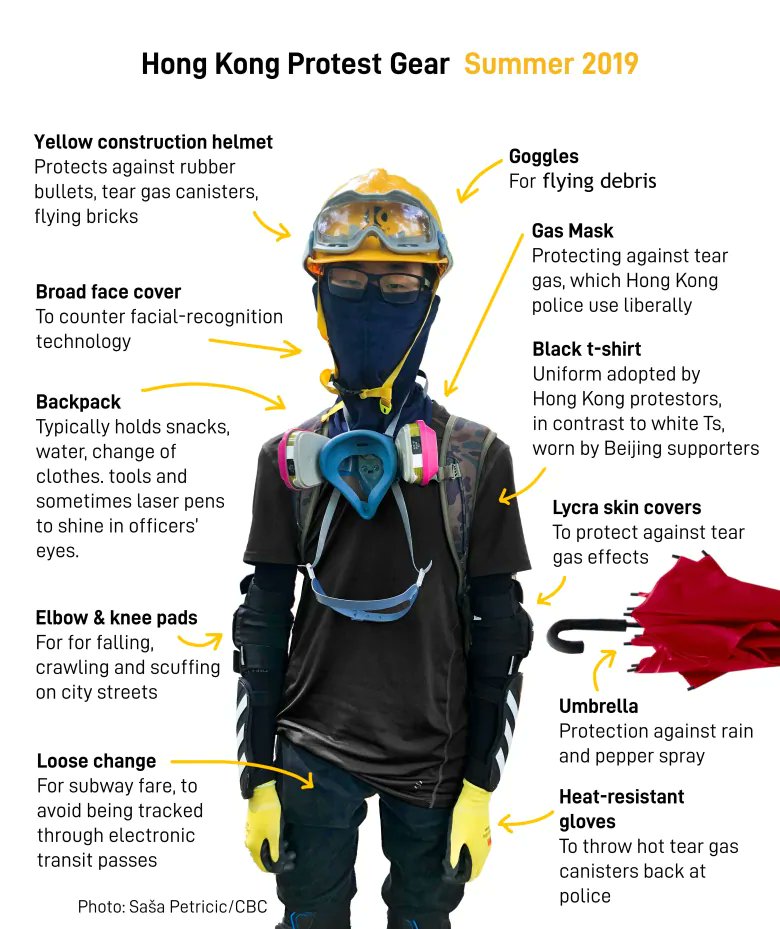 Hong Kong Protest Gear Summer 2019
Yellow construction helmet
Protects against rubber
bullets, tear gas canisters,
flying bricks
Goggles
For flying debris
Gas Mask
Protecting against tear
gas, which Hong Kong
police use liberally
Broad face cover
To counter facial-recognition
technology
Black t-shirt
Uniform adopted by
Hong Kong protestors,
in contrast to white Ts,
worn by Beijing supporters
Backpack
Typically holds snacks,
water, change of
clothes. tools and
sometimes laser pens
to shine in officers’
eyes.
Lycra skin covers
To protect against tear
gas effects
Elbow & knee pads
For for falling,
crawling and scuffing
on city streets
Umbrella
Protection against rain
and pepper spray
Loose change
For subway fare, to
avoid being tracked
through electronic
transit passes
Heat-resistant
gloves
To throw hot tear gas
canisters back at
police
Photo: Saša Petricic/CBC